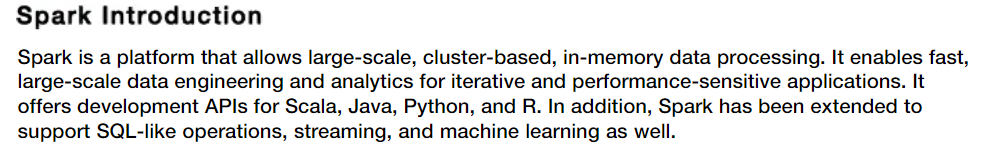 Spark Introduction
Spark is a platform that allows large-scale, cluster-based, in-memory data processing. It enables fast,
large-scale data engineering and analytics for iterative and performance-sensitive applications. It
offers development APIs for Scala, Java, Python, and R. In addition, Spark has been extended to
support SQL-like operations, streaming, and machine learning as well.